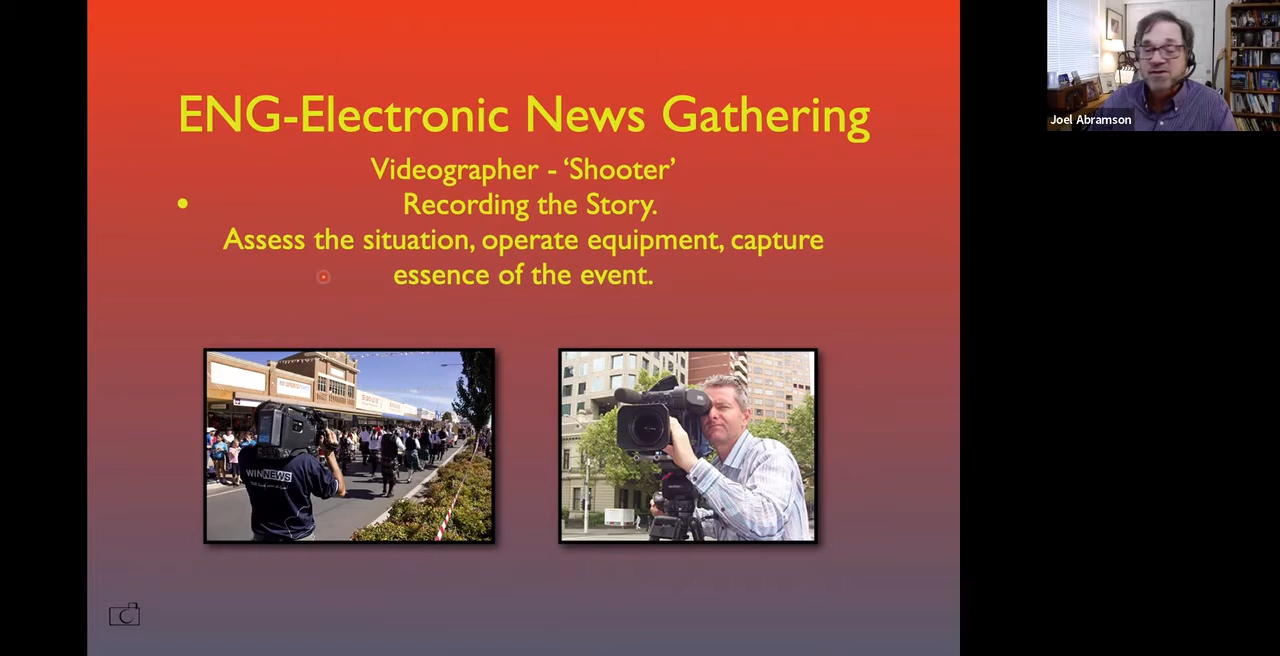 ENG-Electronic News Gathering
Videographer - ‘Shooter’
• Recording the Story.
Assess the situation, operate equipment, capture
essence of the event.
WIN NEWS
Joel Abramson